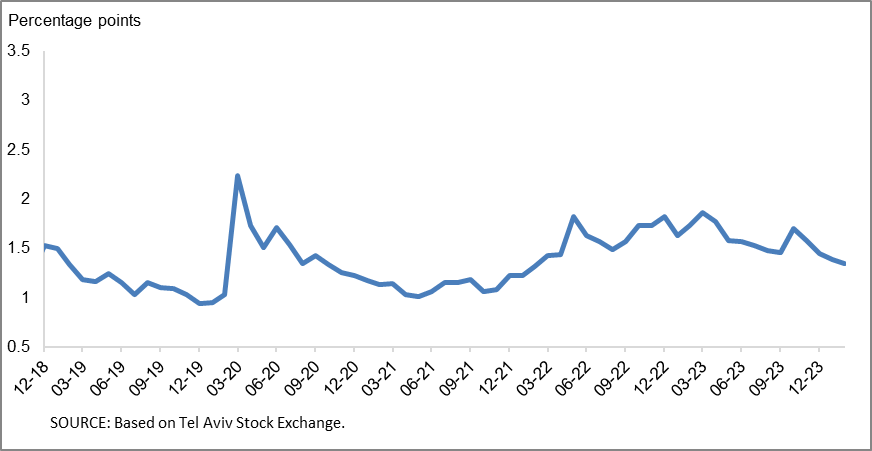 Percentage points
3.5
3
2.5
2
1.5
1
0.5
12-18 03-19 06-19 09-19 12-19 03-20 06-20 09-20 12-20 03-21 06-21 09-21 12-21 03-22 06-22 09-22 12-22 03-23 06-23 09-23 12-23
SOURCE: Based on Tel Aviv Stock Exchange.